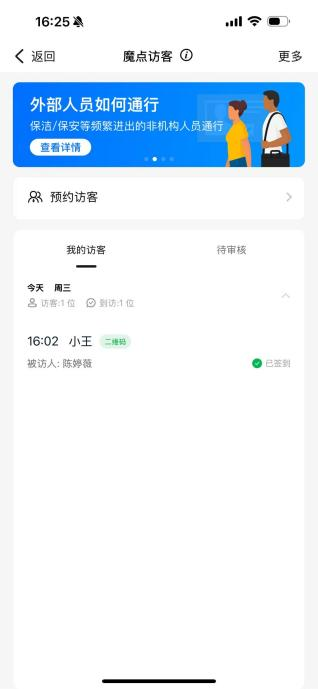 16:25
返回 魔点访客 更多
外部人员如何通行
保洁/保安等频繁进出的非机构人员通行
查看详情
预约访客
我的访客 待审核
今天 周三
访客:1 位 到访:1 位
16:02 小王 二维码
被访人: 陈婷薇 已签到